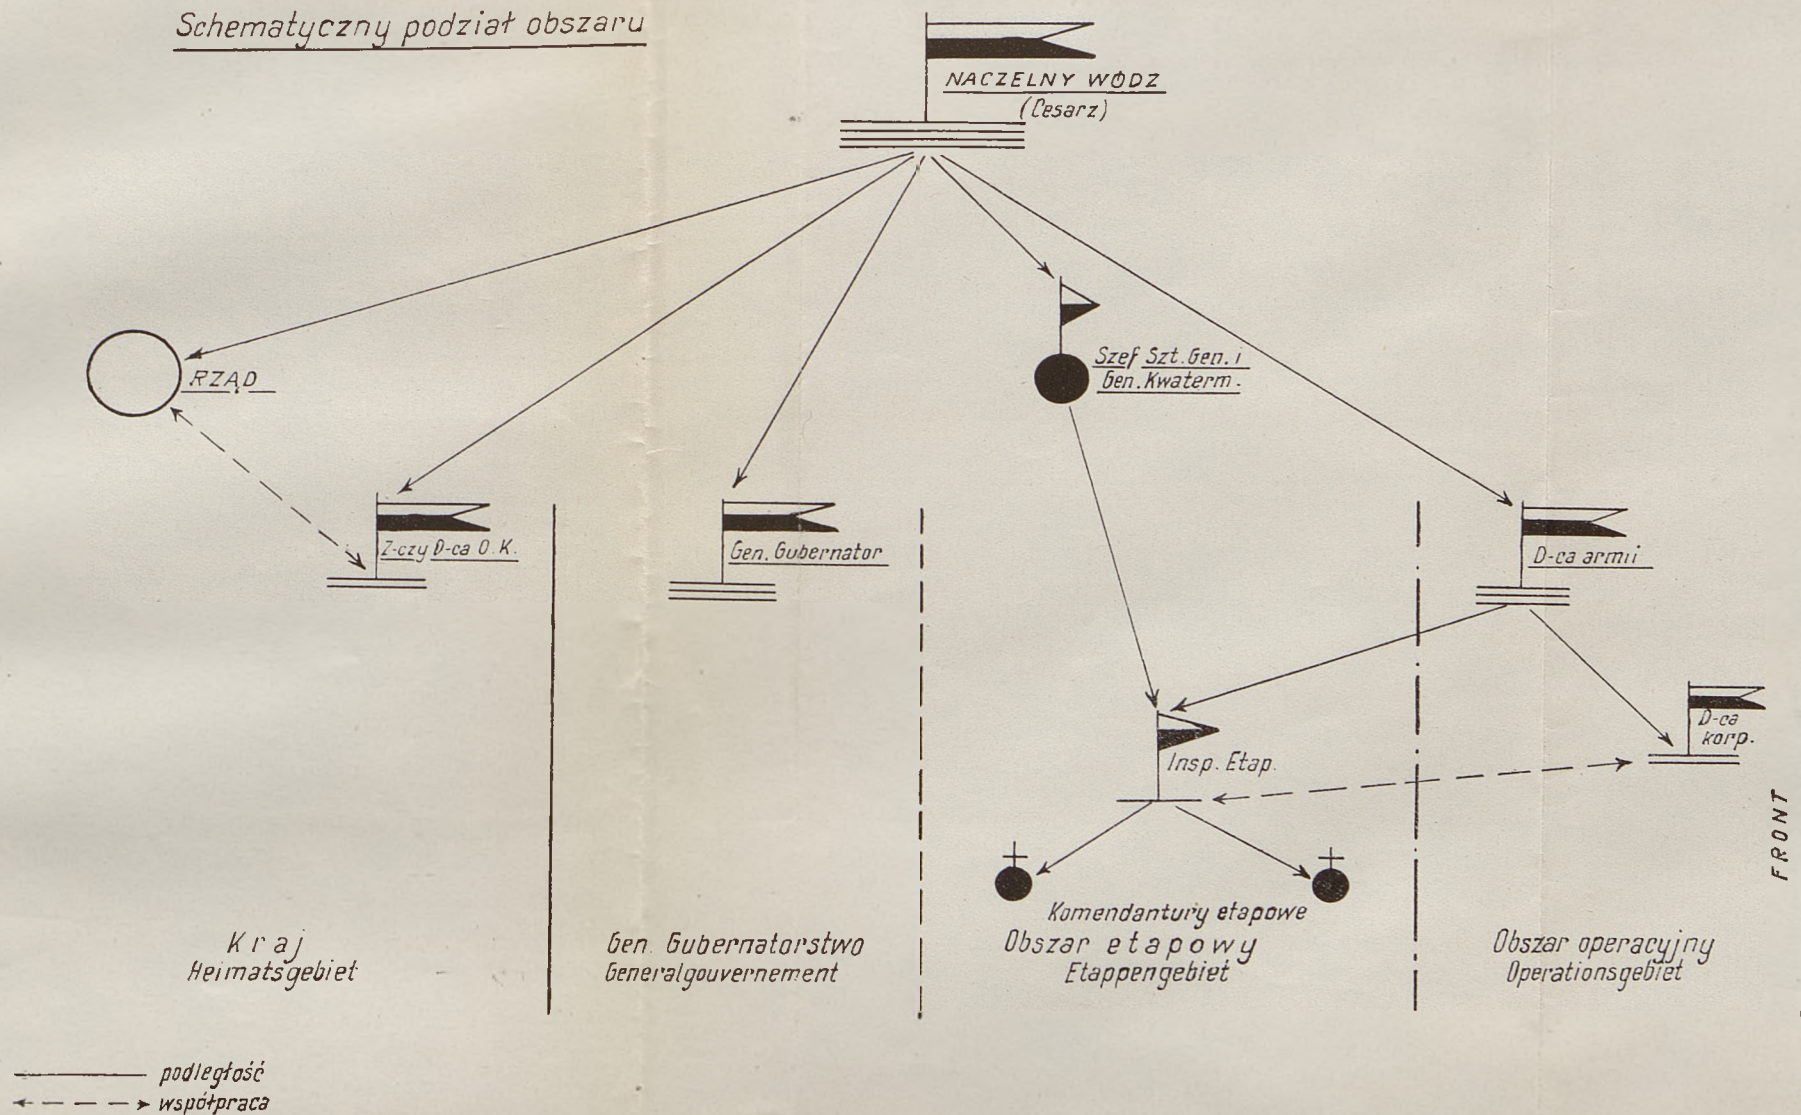 Schematyczny podział obszaru
NACZELNY WÓDZ
(Cesarz)
RZĄD
Szef Szt. Gen. i
Gen. Kwaterm.
Z-czy D-ca O.K.
Gen. Gubernator
D-ca armii
D-ca
korp.
Insp. Etap.
FRONT
Komendantury etapowe
Kraj
Heimatsgebiet
Gen. Gubernatorstwo
Generalgouvernement
Obszar etapowy
Etappengebiet
Obszar operacyjny
Operationsgebiet
podległość
współpraca